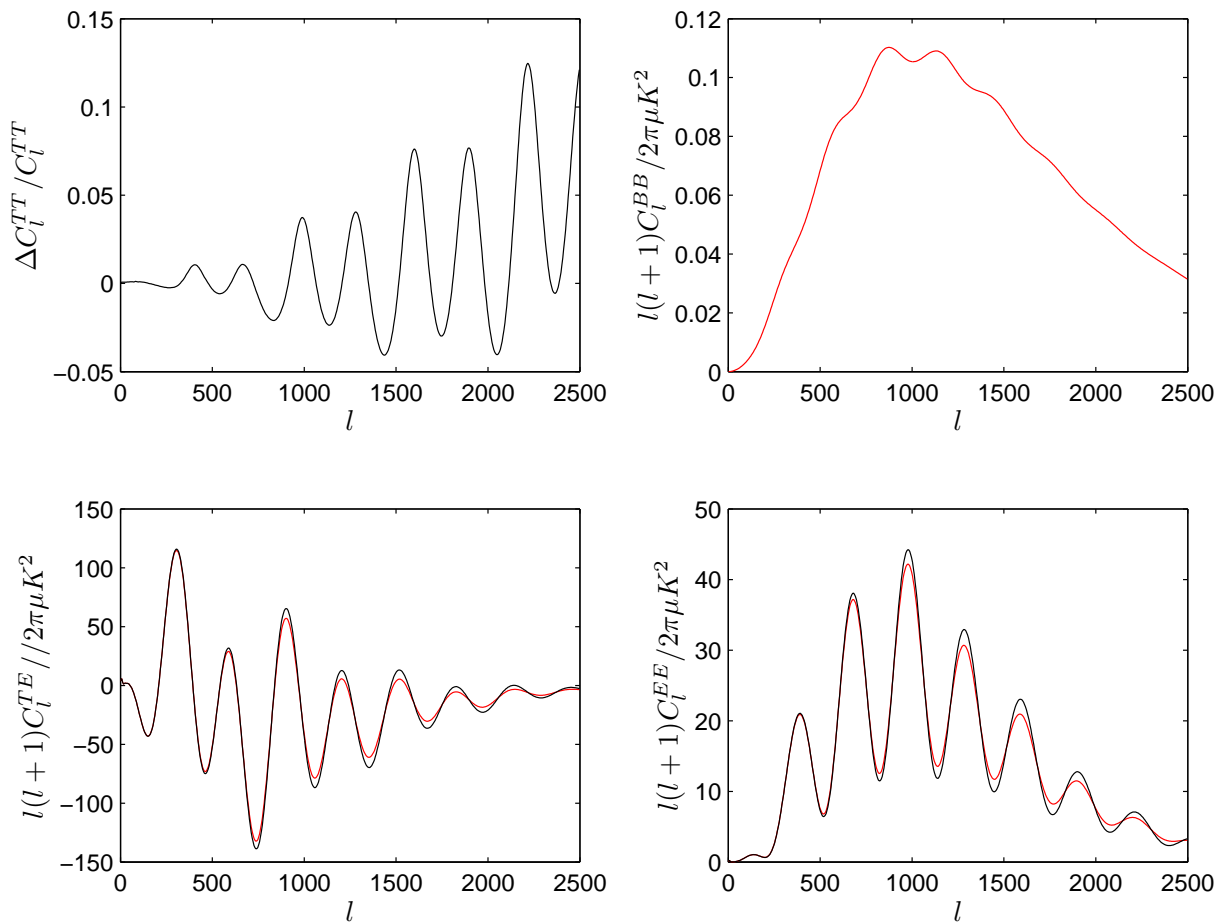 0.15
0.1
0.05
0
−0.05
ΔC_l^{TT}/C_l^{TT}
0 500 1000 1500 2000 2500
l
0.12
0.1
0.08
0.06
0.04
0.02
0
l(l + 1)C_l^{BB}/2πμK^2
0 500 1000 1500 2000 2500
l
150
100
50
0
−50
−100
−150
l(l + 1)C_l^{TE}//2πμK^2
0 500 1000 1500 2000 2500
l
50
40
30
20
10
0
l(l + 1)C_l^{EE}/2πμK^2
0 500 1000 1500 2000 2500
l